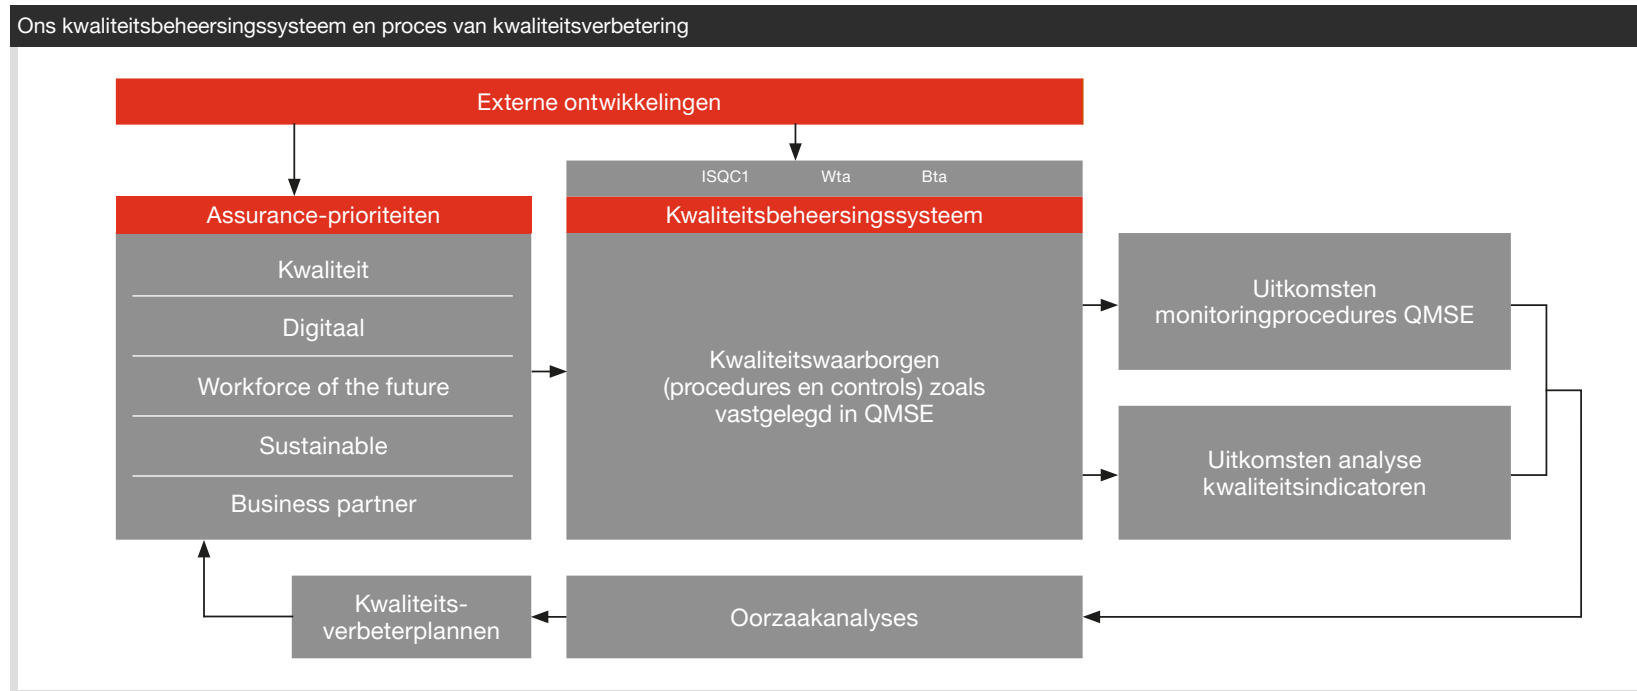 Ons kwaliteitsbeheersingssysteem en proces van kwaliteitsverbetering
Externe ontwikkelingen
ISQC1 Wta Bta
Assurance-prioriteiten
Kwaliteit
Digitaal
Workforce of the future
Sustainable
Business partner
Kwaliteitsbeheersingssysteem
Kwaliteitswaarborgen
(procedures en controls) zoals
vastgelegd in QMSE
Uitkomsten
monitoringprocedures QMSE
Uitkomsten analyse
kwaliteitsindicatoren
Kwaliteits-
verbeterplannen
Oorzaakanalyses